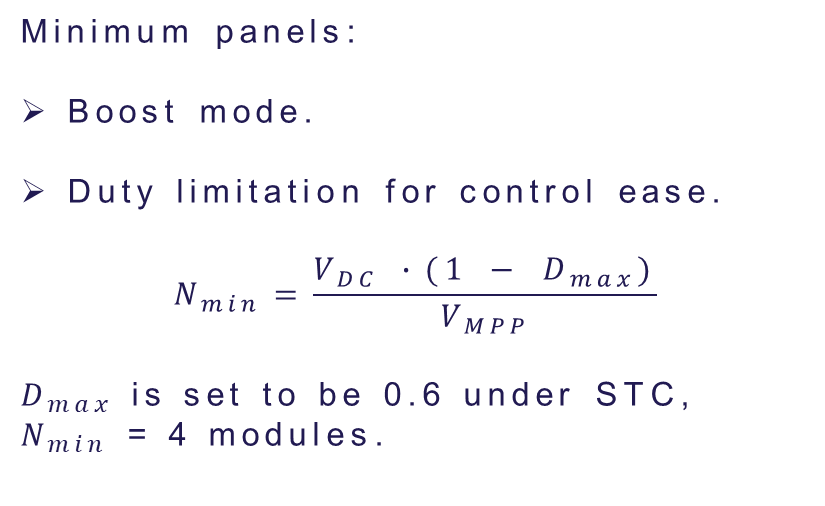 Minimum panels:
➢ Boost mode.
➢ Duty limitation for control ease.
N_min = (V_DC · (1 − D_max)) / V_MPP
D_max is set to be 0.6 under STC,
N_min = 4 modules.